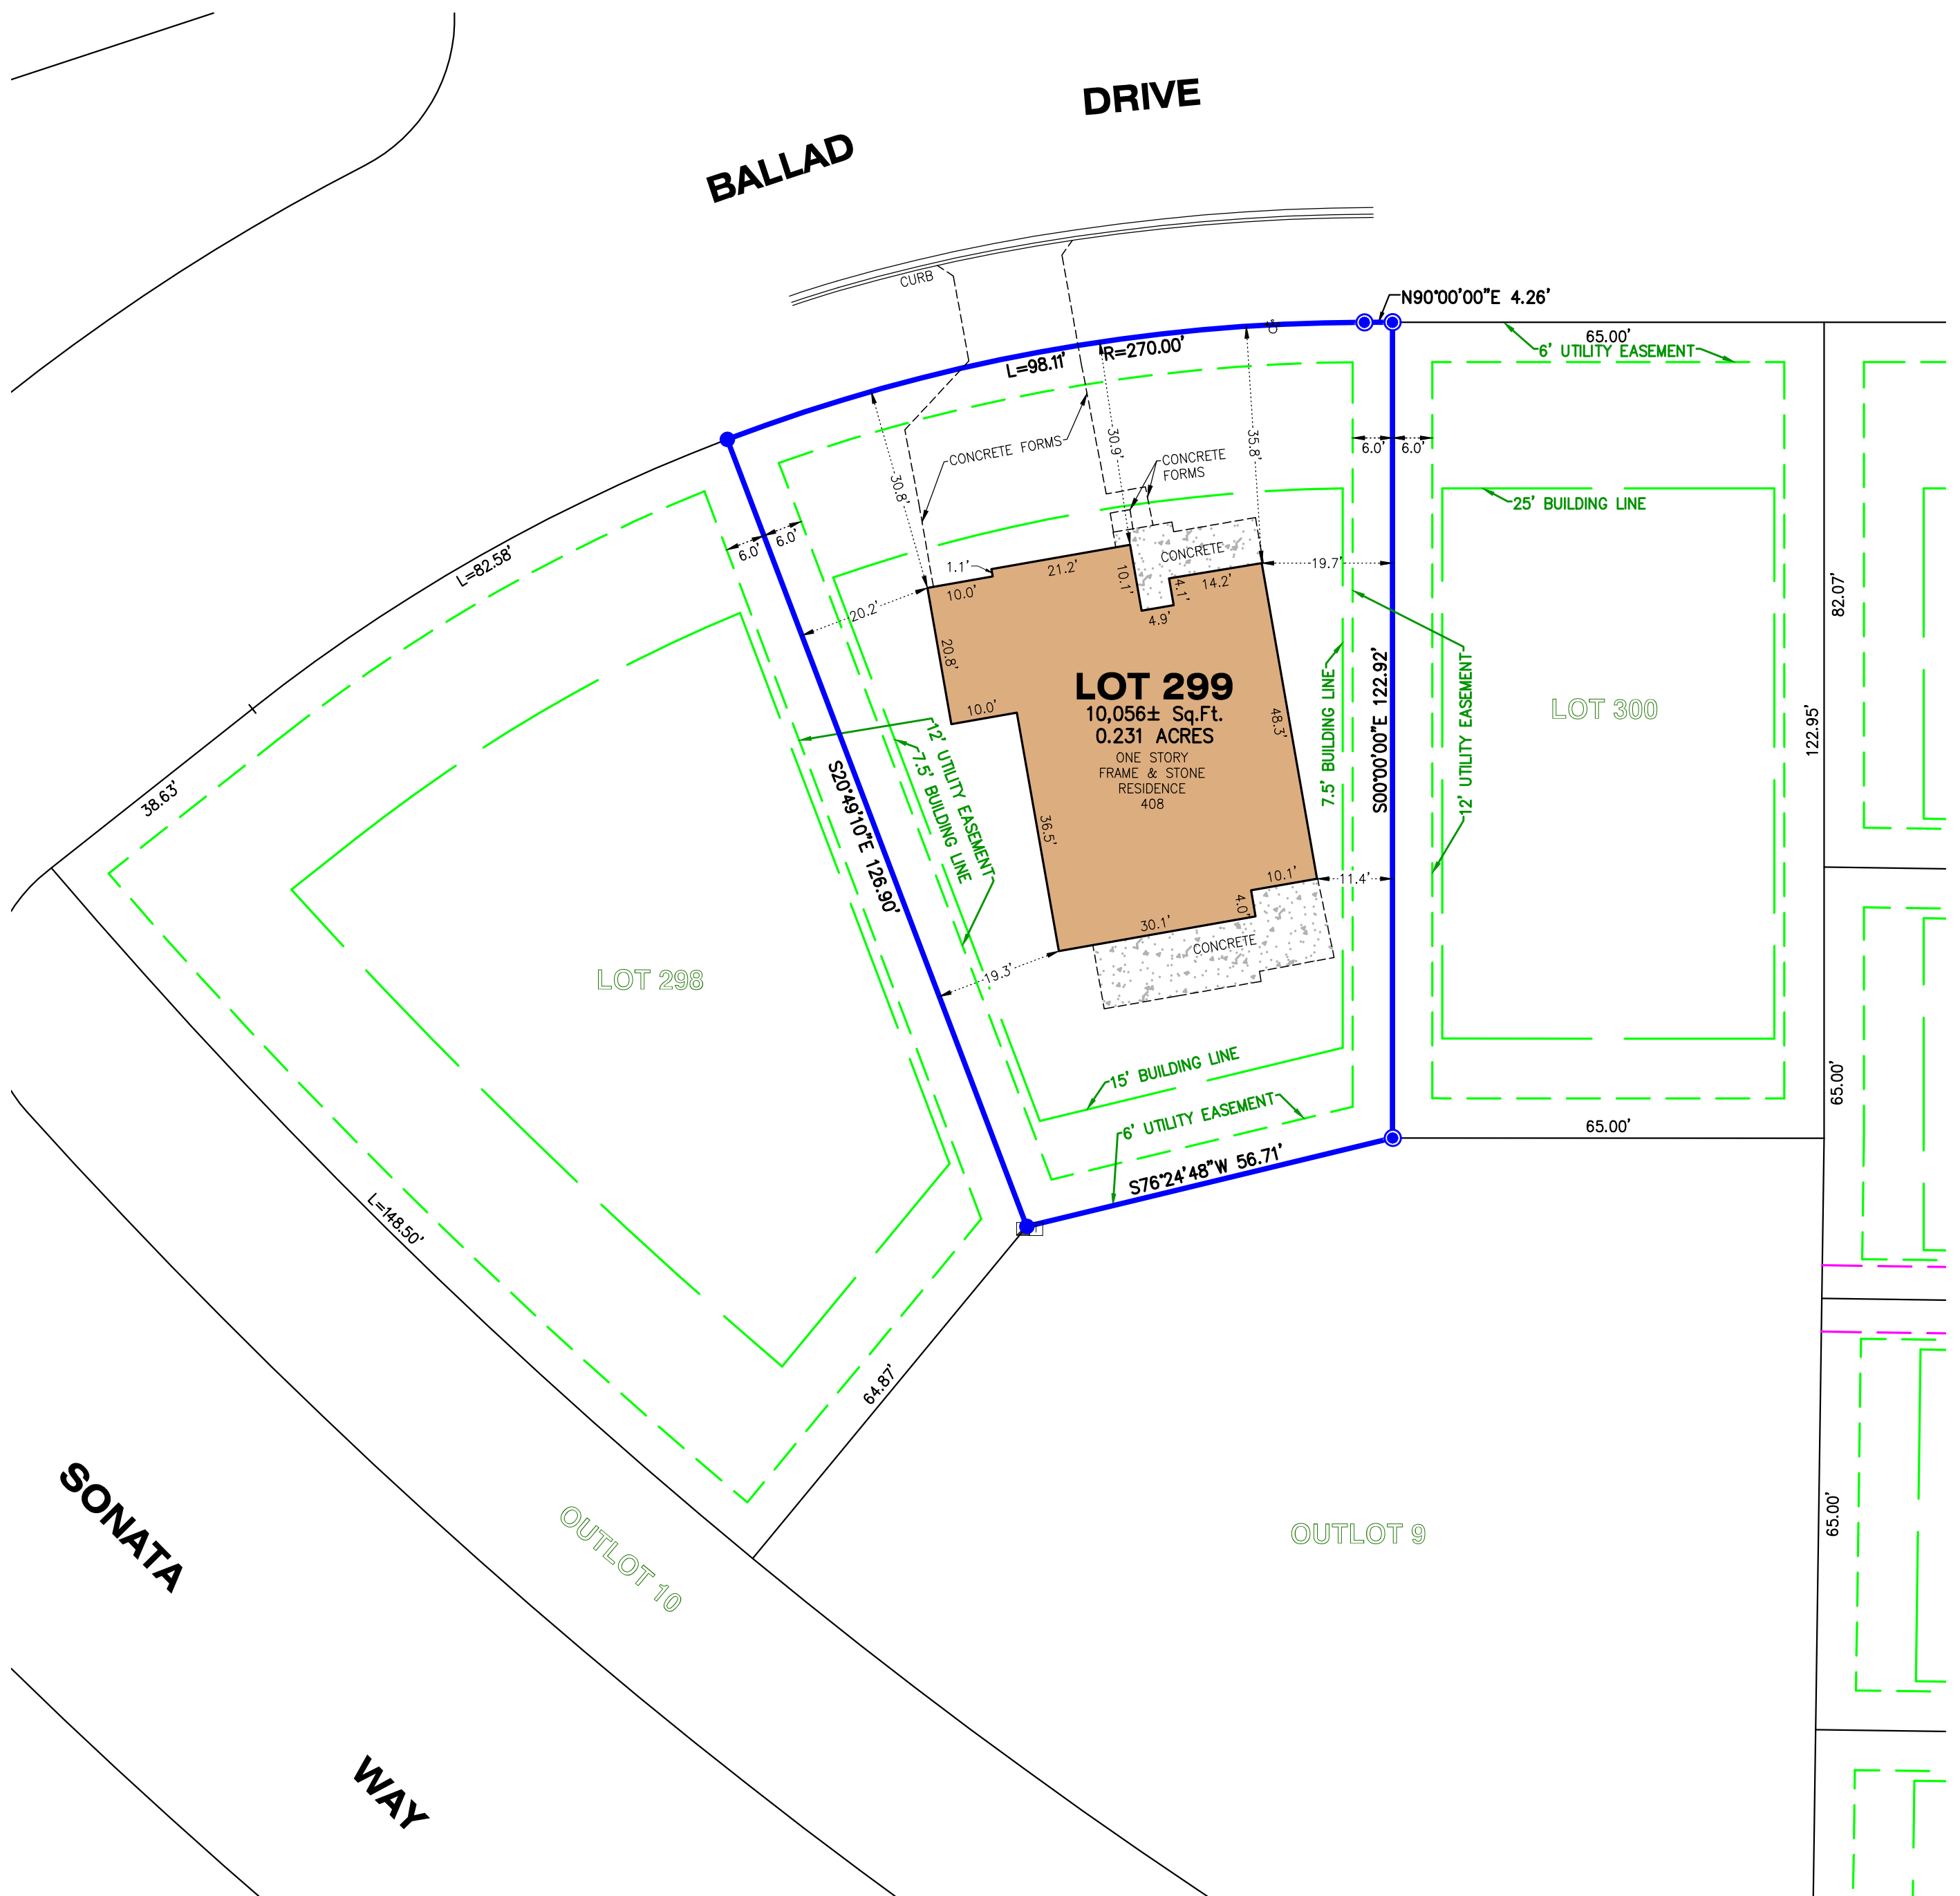 DRIVE
BALLAD
CURB
N90°00'00"E 4.26'
65.00'
6' UTILITY EASEMENT
R=270.00'
L=98.11'
CONCRETE FORMS
30.9'
CONCRETE
FORMS
35.8'
6.0'
6.0'
30.8'
25' BUILDING LINE
6.0'
6.0'
L=82.58'
CONCRETE
1.1'
21.2'
10.0'
10.1'
4.1'
14.2'
4.9'
19.7'
20.2'
20.8'
10.0'
82.07'
LOT 299
10,056± Sq.Ft.
0.231 ACRES
ONE STORY
FRAME & STONE
RESIDENCE
408
48.3'
7.5' BUILDING LINE
S00°00'00"E 122.92'
12' UTILITY EASEMENT
LOT 300
122.95'
38.63'
S20°49'10"E 126.90'
12' UTILITY EASEMENT
7.5' BUILDING LINE
36.5'
10.1'
11.4'
4.0'
30.1'
CONCRETE
19.3'
LOT 298
15' BUILDING LINE
6' UTILITY EASEMENT
S76°24'48"W 56.71'
65.00'
65.00'
L=148.50'
64.87'
SONATA
OUTLOT 10
OUTLOT 9
65.00'
WAY